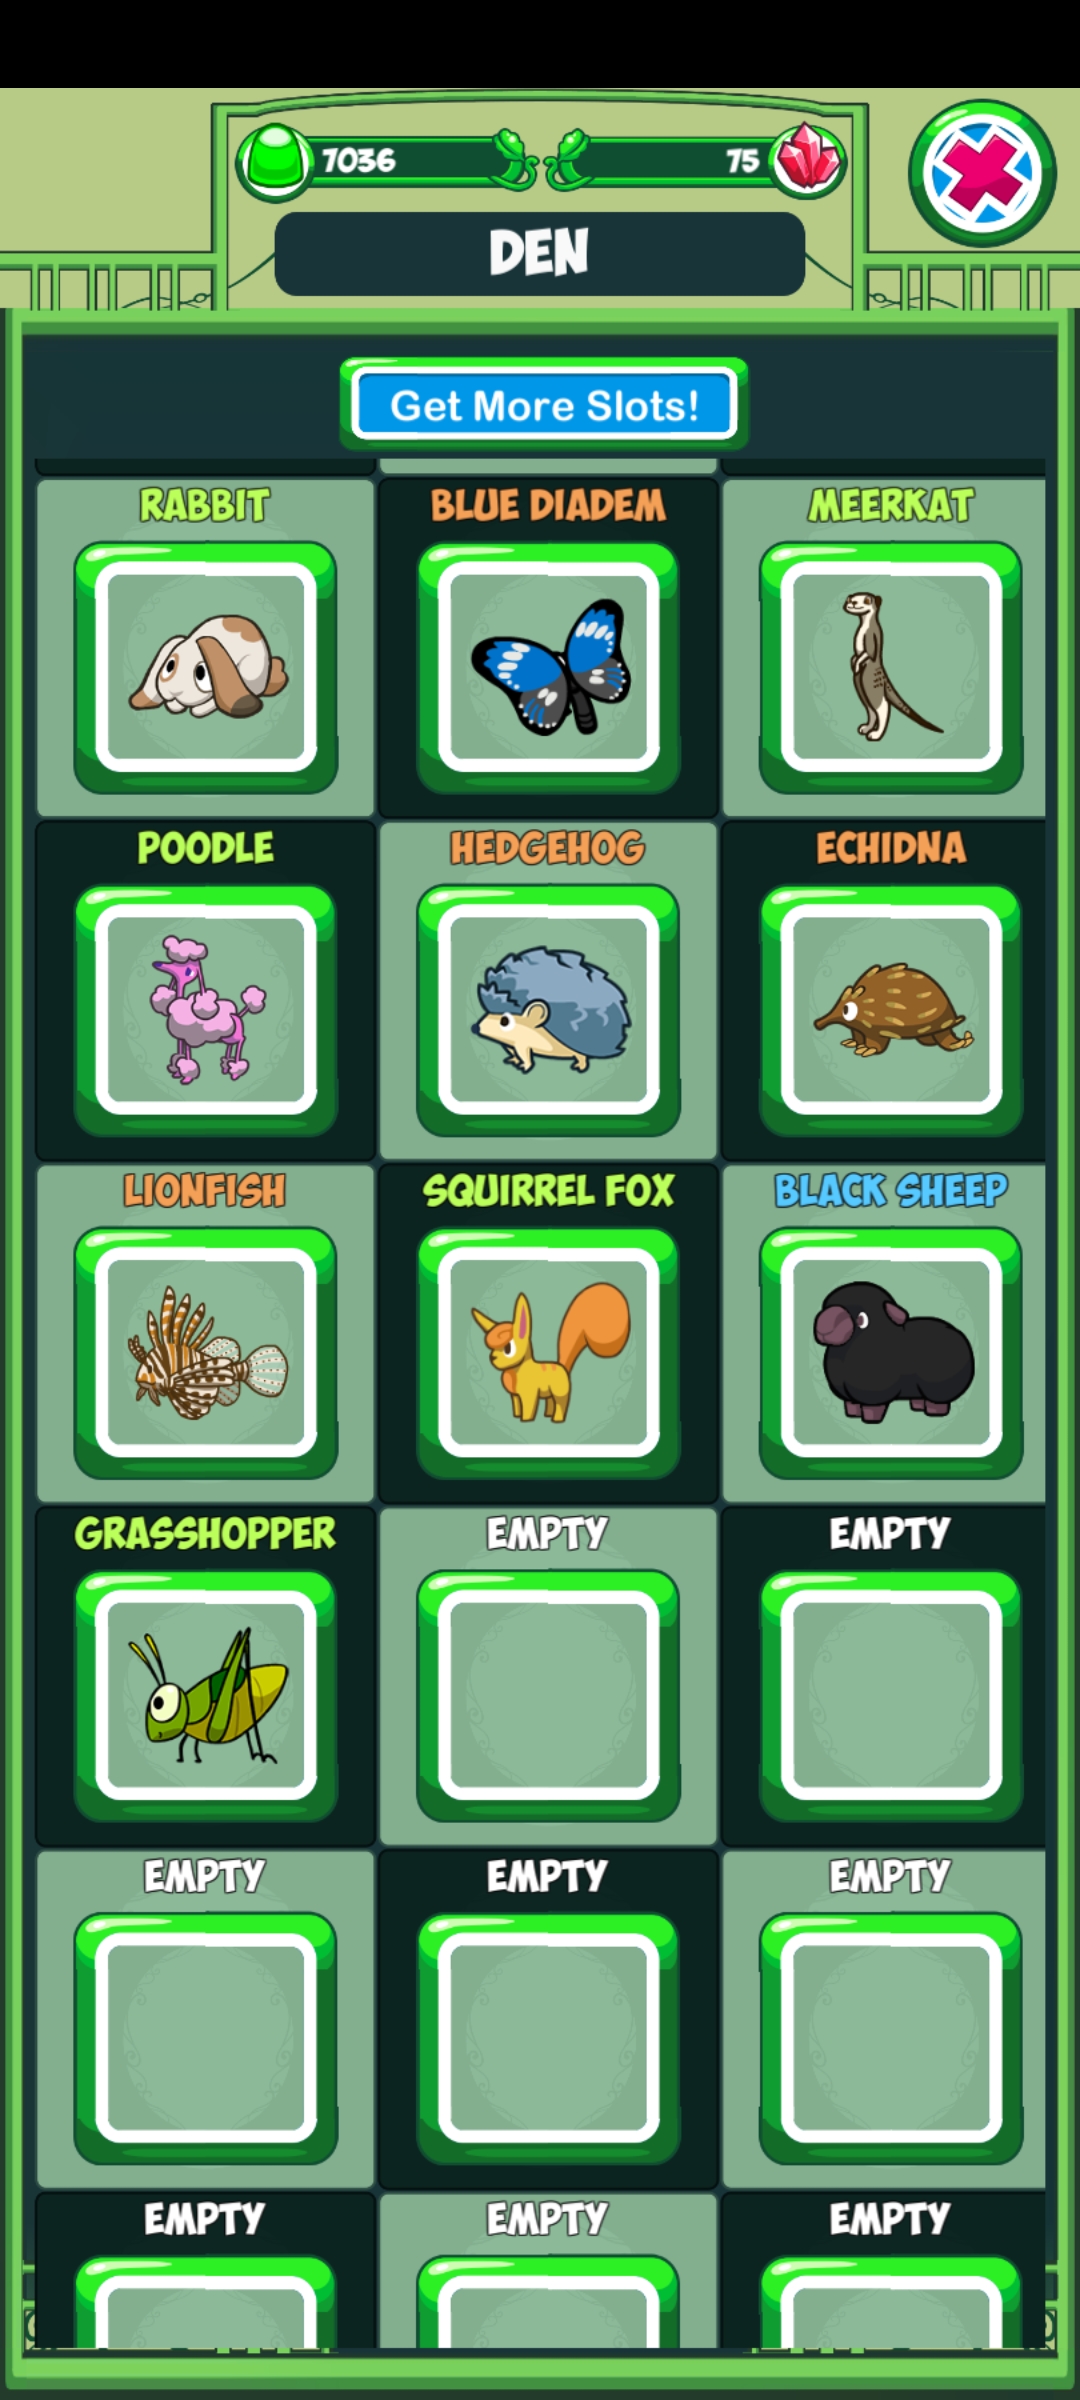 7036 75
DEN
Get More Slots!
RABBIT BLUE DIADEM MEERKAT
POODLE HEDGEHOG ECHIDNA
LIONFISH SQUIRREL FOX BLACK SHEEP
GRASSHOPPER EMPTY EMPTY
EMPTY EMPTY EMPTY
EMPTY EMPTY EMPTY